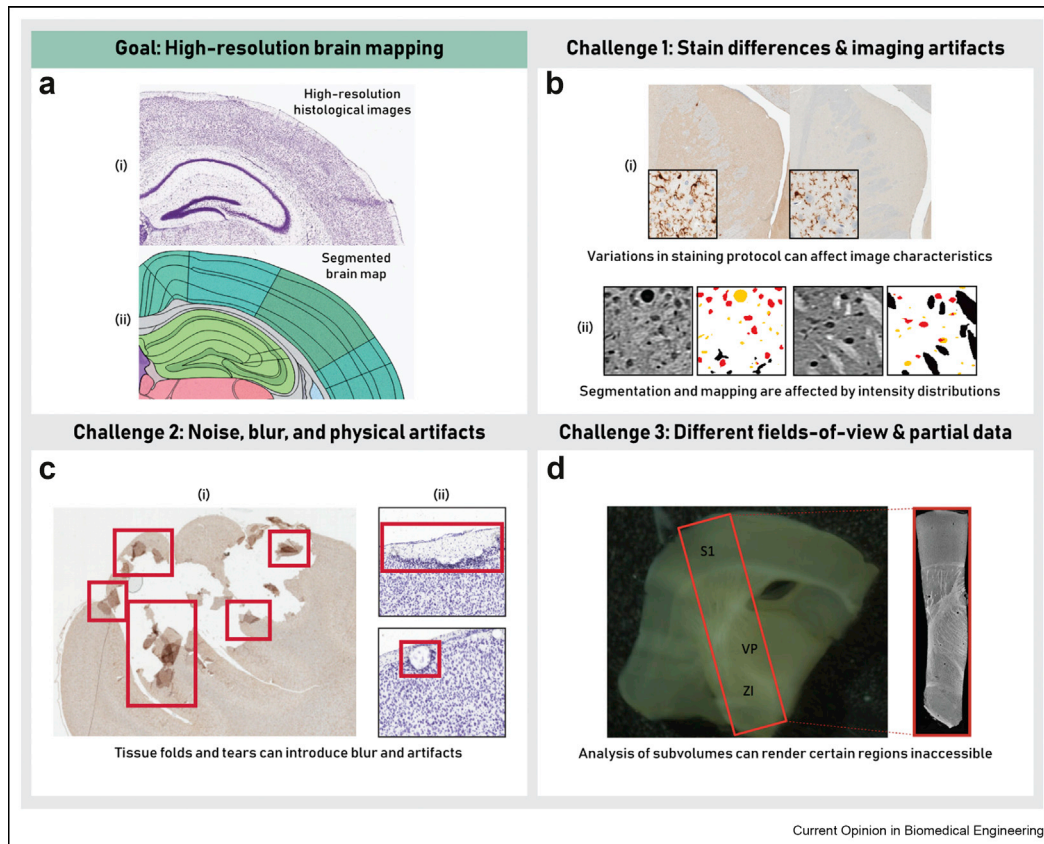 Goal: High-resolution brain mapping
a
High-resolution
histological images
(i)
Segmented
brain map
(ii)
Challenge 1: Stain differences & imaging artifacts
b
(i)
Variations in staining protocol can affect image characteristics
(ii)
Segmentation and mapping are affected by intensity distributions
Challenge 2: Noise, blur, and physical artifacts
c
(i)
(ii)
Tissue folds and tears can introduce blur and artifacts
Challenge 3: Different fields-of-view & partial data
d
S1
VP
ZI
Analysis of subvolumes can render certain regions inaccessible
Current Opinion in Biomedical Engineering